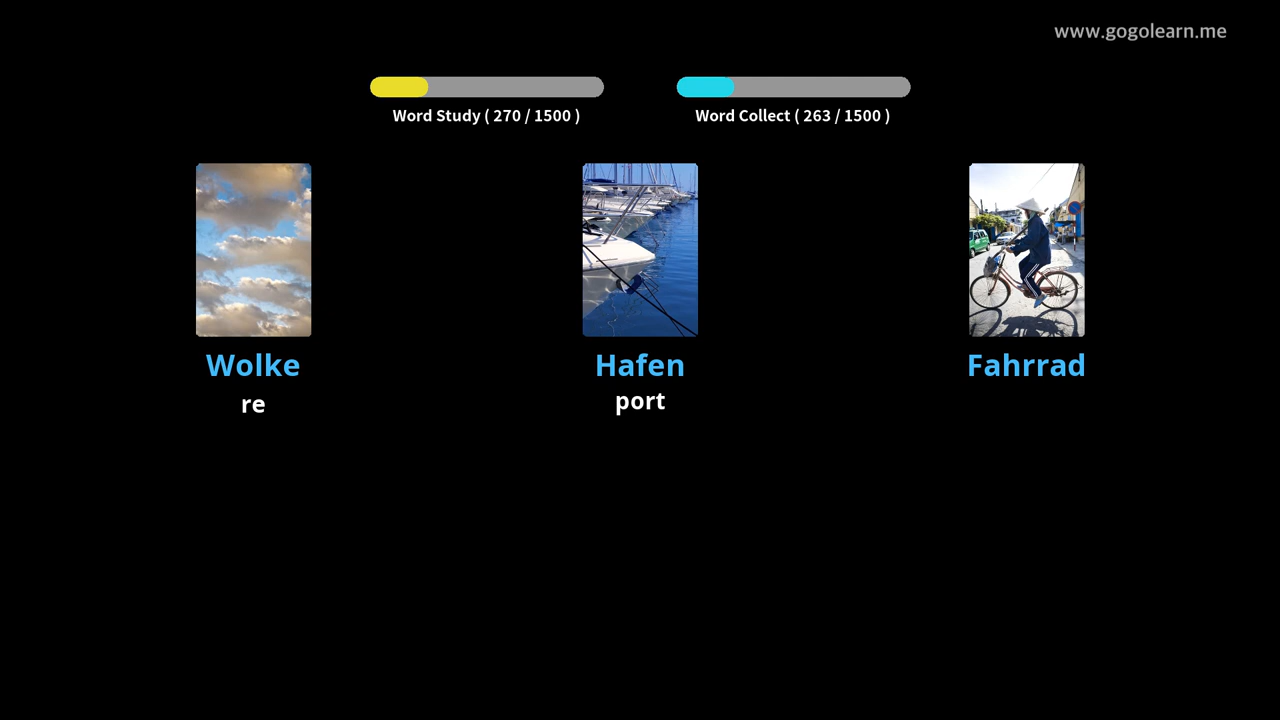 www.gogolearn.me
Word Study ( 270 / 1500 )
Word Collect ( 263 / 1500 )
Wolke
Hafen
Fahrrad
re
port